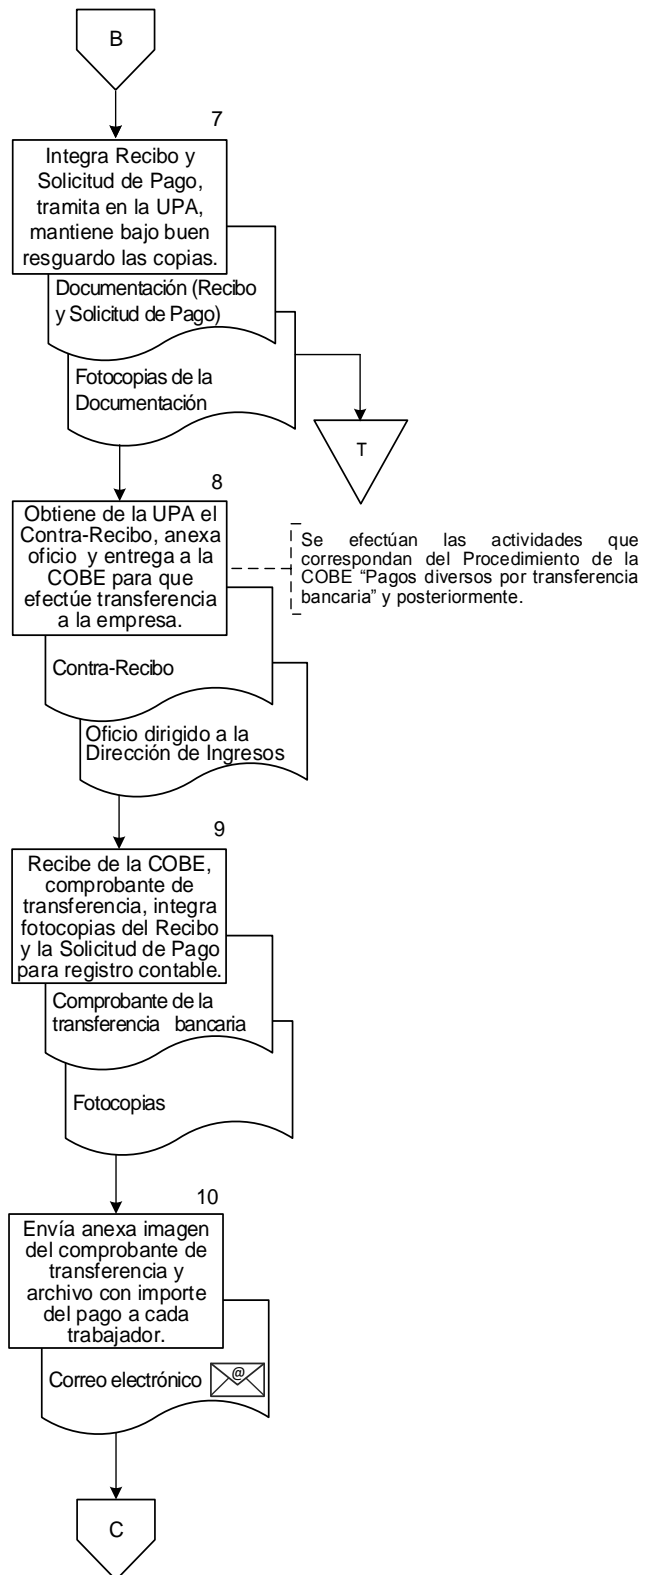 B
7
Integra Recibo y
Solicitud de Pago,
tramita en la UPA,
mantiene bajo buen
resguardo las copias.
Documentación (Recibo
y Solicitud de Pago)
Fotocopias de la
Documentación
T
8
Obtiene de la UPA el
Contra-Recibo, anexa
oficio y entrega a la
COBE para que
efectúe transferencia
a la empresa.
Se efectúan las actividades que
correspondan del Procedimiento de la
COBE “Pagos diversos por transferencia
bancaria” y posteriormente.
Contra-Recibo
Oficio dirigido a la
Dirección de Ingresos
9
Recibe de la COBE,
comprobante de
transferencia, integra
fotocopias del Recibo
y la Solicitud de Pago
para registro contable.
Comprobante de la
transferencia bancaria
Fotocopias
10
Envía anexa imagen
del comprobante de
transferencia y
archivo con importe
del pago a cada
trabajador.
Correo electrónico @
C